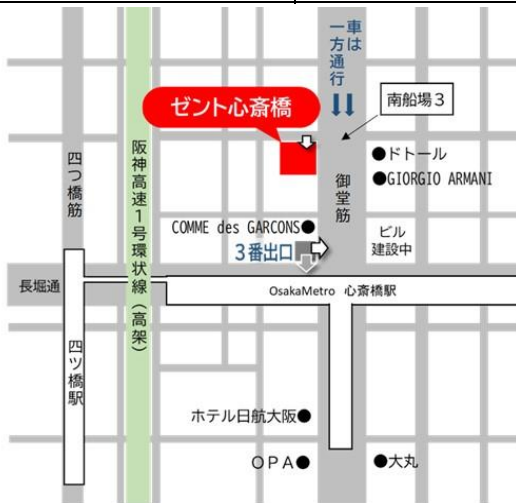 車は
一方通行
ゼント心斎橋
南船場3
四つ橋筋
阪神高速1号環状線(高架)
御堂筋
●ドトール
●GIORGIO ARMANI
COMME des GARCONS●
3番出口
ビル
建設中
長堀通
OsakaMetro 心斎橋駅
四ツ橋駅
ホテル日航大阪●
OPA●
●大丸